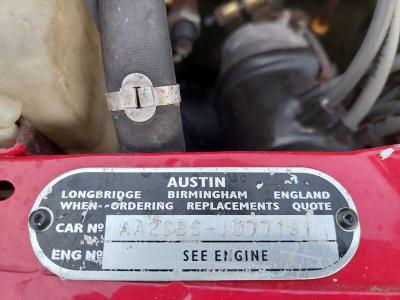 AUSTIN
LONGBRIDGE BIRMINGHAM ENGLAND
WHEN ORDERING REPLACEMENTS QUOTE
CAR Nº
ENG Nº SEE ENGINE